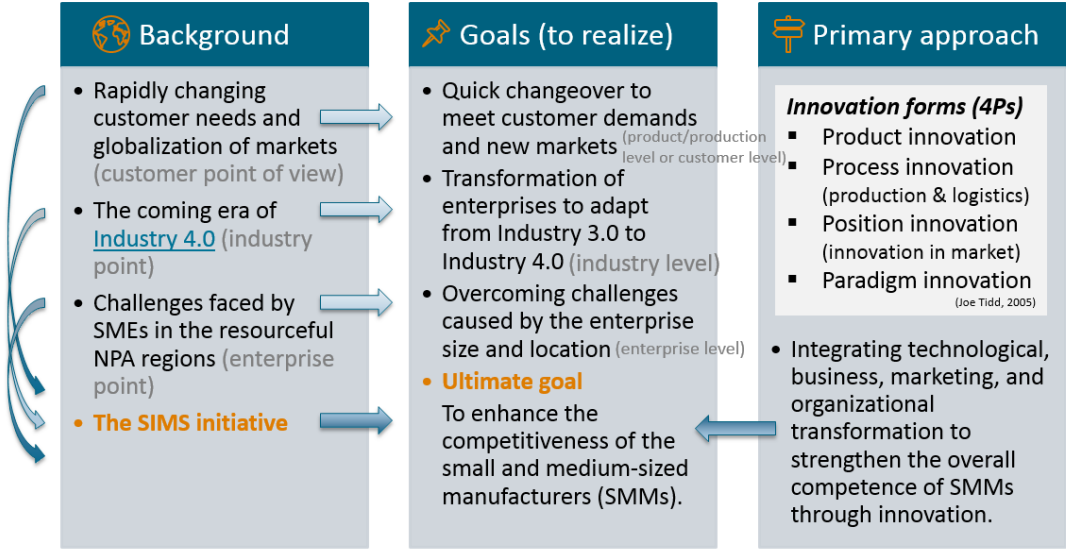 Background
• Rapidly changing
customer needs and
globalization of markets
(customer point of view)
• The coming era of
Industry 4.0 (industry
point)
• Challenges faced by
SMEs in the resourceful
NPA regions (enterprise
point)
• The SIMS initiative
Goals (to realize)
• Quick changeover to
meet customer demands
and new markets (product/production
level or customer level)
• Transformation of
enterprises to adapt
from Industry 3.0 to
Industry 4.0 (industry level)
• Overcoming challenges
caused by the enterprise
size and location (enterprise level)
• Ultimate goal
To enhance the
competitiveness of the
small and medium-sized
manufacturers (SMMs).
Primary approach
Innovation forms (4Ps)
▪ Product innovation
▪ Process innovation
(production & logistics)
▪ Position innovation
(innovation in market)
▪ Paradigm innovation
(Joe Tidd, 2005)
• Integrating technological,
business, marketing, and
organizational
transformation to
strengthen the overall
competence of SMMs
through innovation.